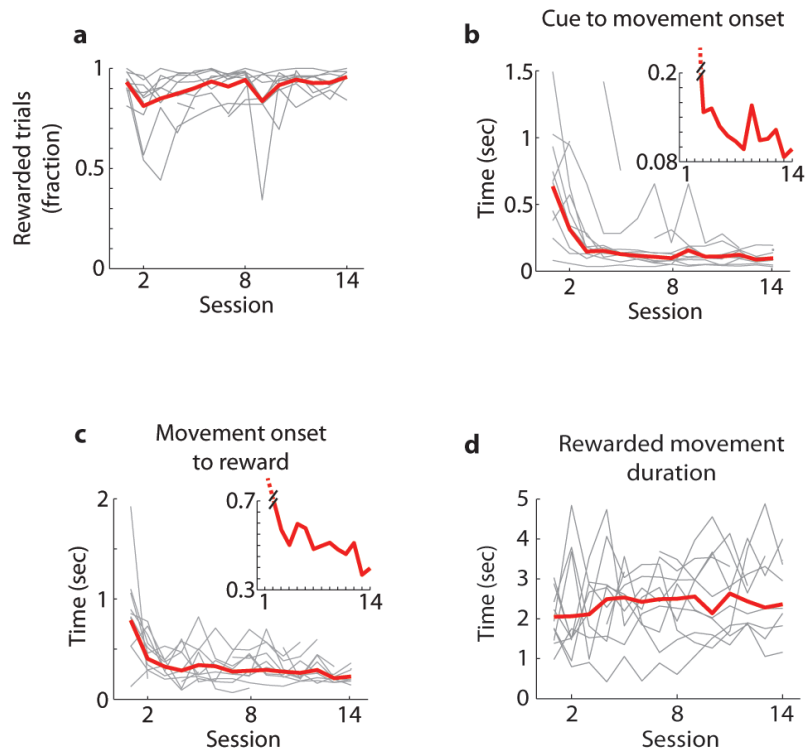 a
Rewarded trials
(fraction)
1
0.5
0
2
8
14
Session
b
Cue to movement onset
Time (sec)
1.5
1
0.5
0
2
8
14
Session
0.2
0.08
1
14
c
Movement onset
to reward
Time (sec)
2
1
0
2
8
14
Session
0.7
0.3
1
14
d
Rewarded movement
duration
Time (sec)
5
4
3
2
1
0
2
8
14
Session